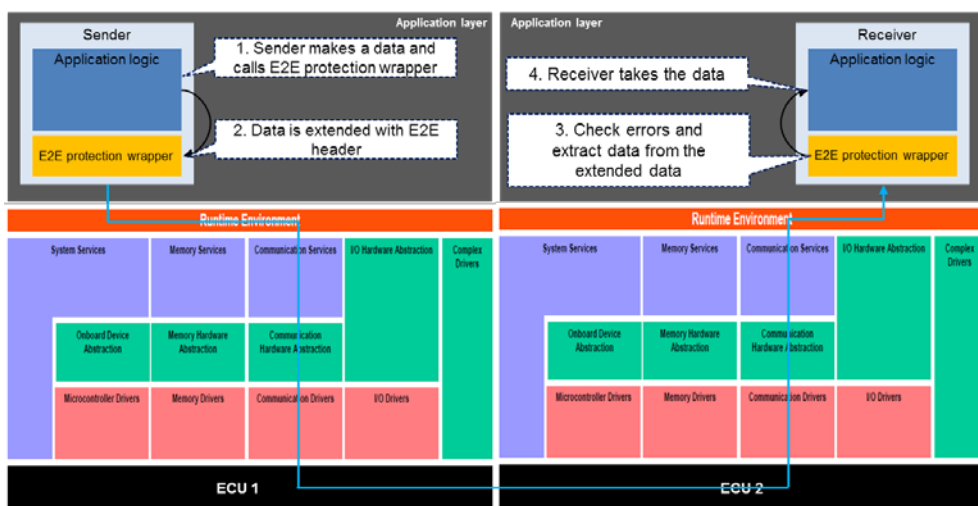 Application layer
Sender
Application logic
1. Sender makes a data and
calls E2E protection wrapper
2. Data is extended with E2E
header
E2E protection wrapper
Application layer
Receiver
Application logic
4. Receiver takes the data
3. Check errors and
extract data from the
extended data
E2E protection wrapper
Runtime Environment
System Services
Memory Services
Communication Services
I/O Hardware Abstraction
Complex
Drivers
Onboard Device
Abstraction
Memory Hardware
Abstraction
Communication
Hardware Abstraction
Microcontroller Drivers
Memory Drivers
Communication Drivers
I/O Drivers
ECU 1
Runtime Environment
System Services
Memory Services
Communication Services
I/O Hardware Abstraction
Complex
Drivers
Onboard Device
Abstraction
Memory Hardware
Abstraction
Communication
Hardware Abstraction
Microcontroller Drivers
Memory Drivers
Communication Drivers
I/O Drivers
ECU 2